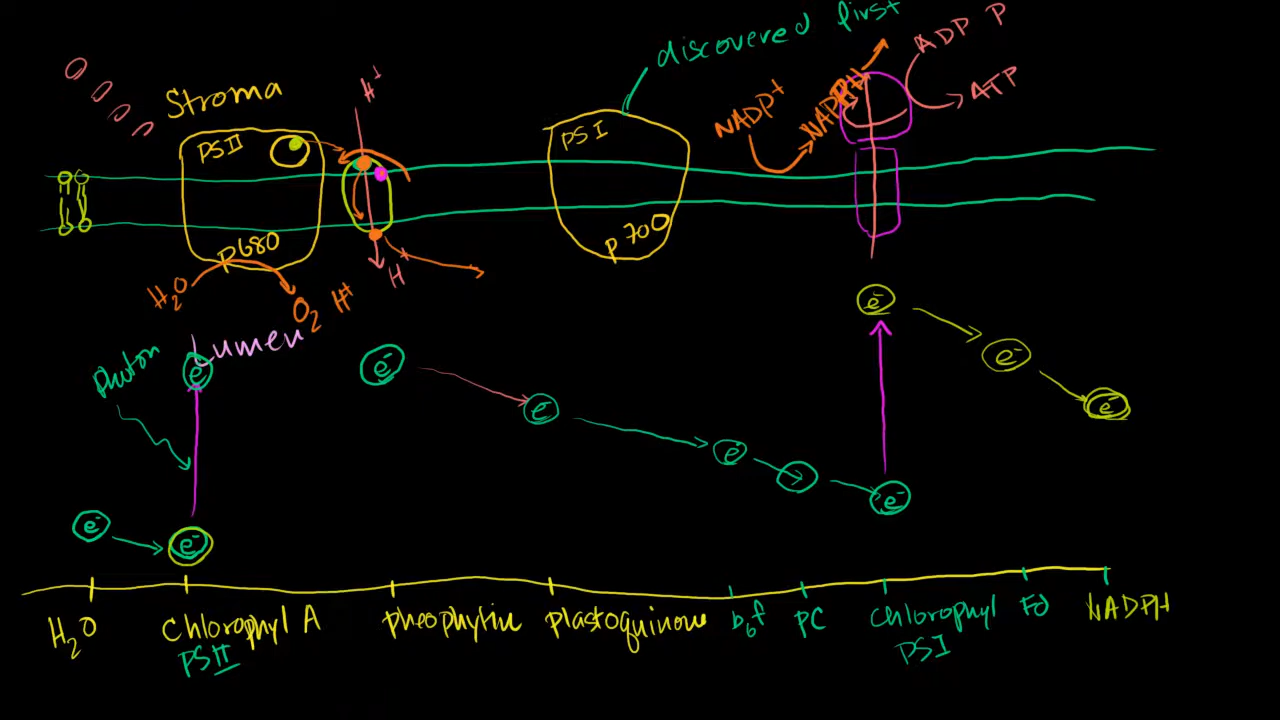 discovered first
ADP P
ATP
H+
Stroma
NADP+
NADPH
PSII
PSI
P680
P 700
H2O
O2 H+
H+
Lumen
photon
e-
e-
e-
e-
e-
e-
e-
e-
e-
e-
H2O
Chlorophyl A
PSII
pheophytin
plastoquinone
b6f
PC
chlorophyl
PSI
Fd
NADPH